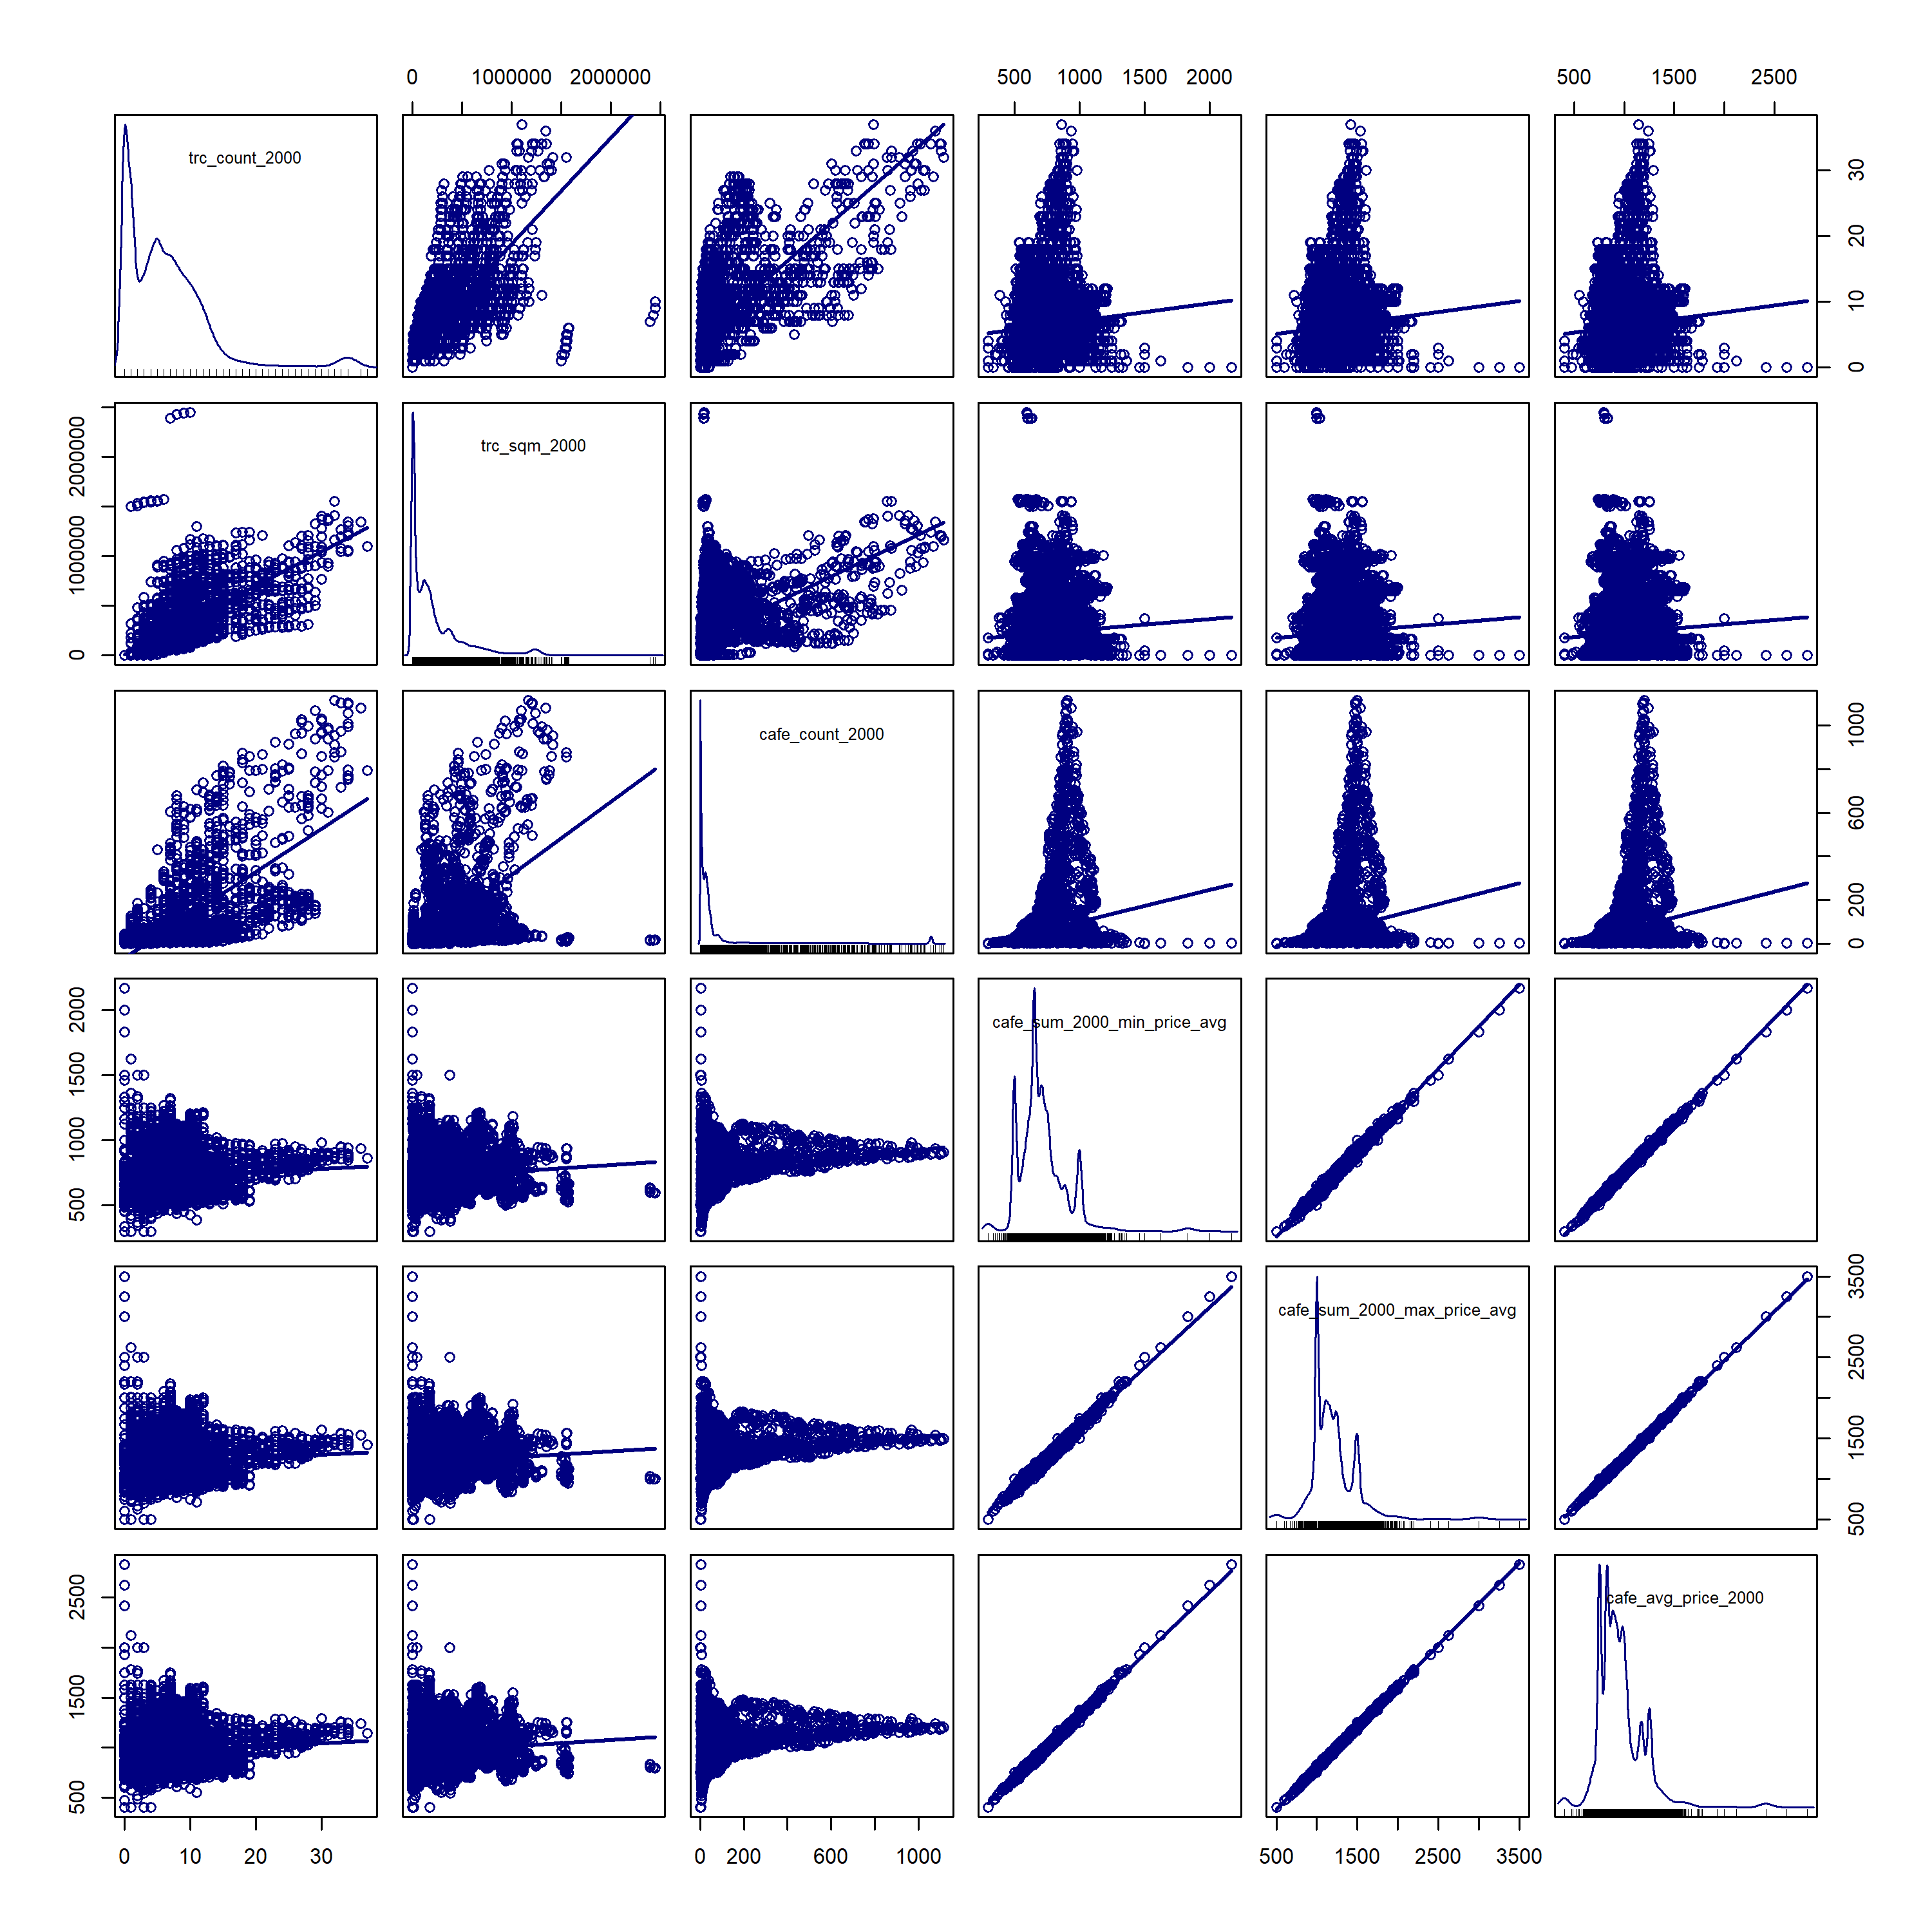 0 1000000 2000000
500 1000 1500 2000
500 1500 2500
trc_count_2000
0 10 20 30
0 1000000 2000000
trc_sqm_2000
cafe_count_2000
0 200 600 1000
500 1000 1500 2000
cafe_sum_2000_min_price_avg
cafe_sum_2000_max_price_avg
500 1500 2500 3500
500 1500 2500
cafe_avg_price_2000
0 10 20 30
0 200 600 1000
500 1500 2500 3500